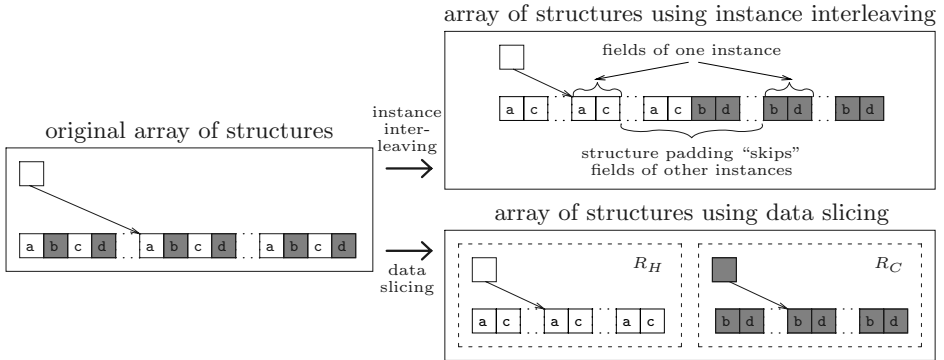 array of structures using instance interleaving
fields of one instance
a c a c a c b d b d b d
structure padding “skips”
fields of other instances
instance
inter-
leaving
original array of structures
a b c d a b c d a b c d
data
slicing
array of structures using data slicing
R_H
a c a c a c
R_C
b d b d b d